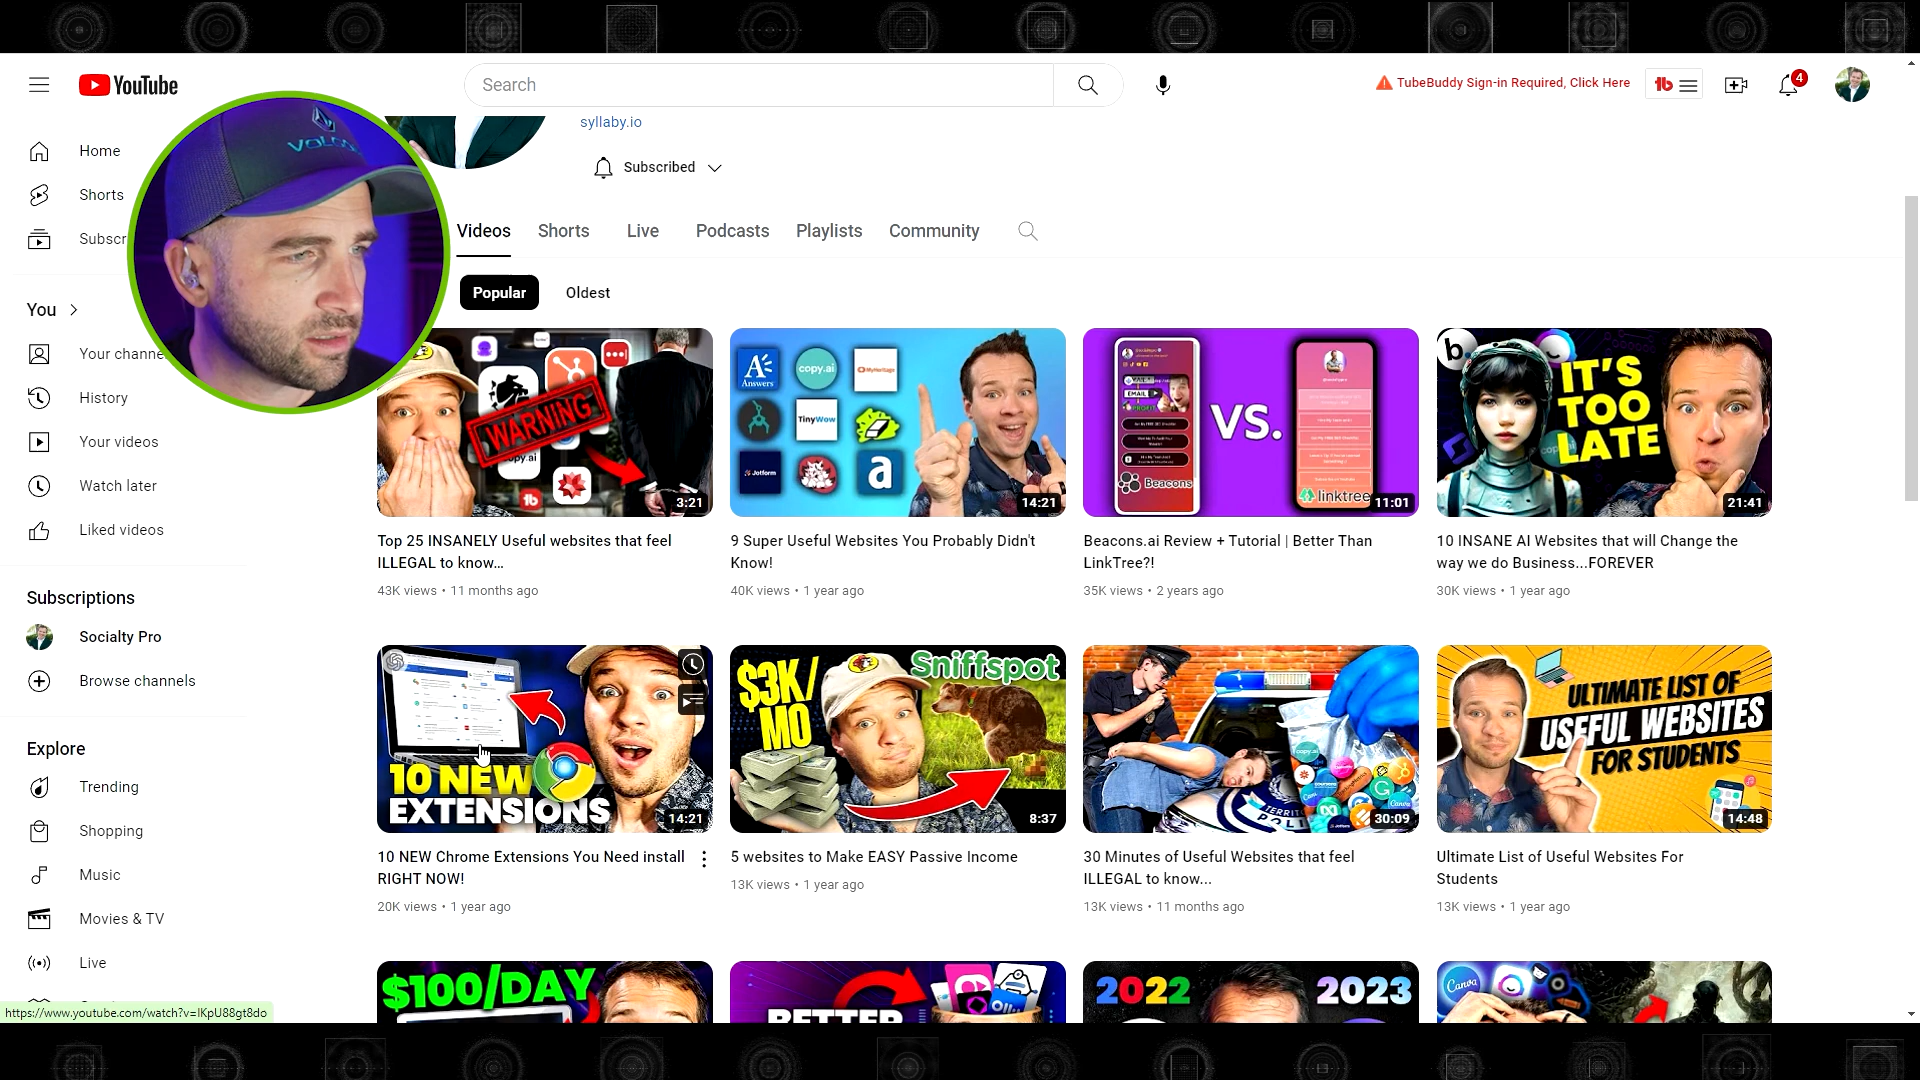 YouTube
Search
TubeBuddy Sign-in Required, Click Here
4
syllaby.io
Subscribed
Home
Shorts
Subscr
VOLCOM
Videos
Shorts
Live
Podcasts
Playlists
Community
Popular
Oldest
You
Your channe
History
Your videos
Watch later
Liked videos
WARNING
copy.ai
3:21
Answers
copy.ai
MyHeritage
TinyWow
Jotform
a
14:21
EMAIL
VS.
Beacons
linktree
11:01
b.
IT'S
TOO
LATE
21:41
Top 25 INSANELY Useful websites that feel
ILLEGAL to know...
43K views • 11 months ago
9 Super Useful Websites You Probably Didn't
Know!
40K views • 1 year ago
Beacons.ai Review + Tutorial | Better Than
LinkTree?!
35K views • 2 years ago
10 INSANE AI Websites that will Change the
way we do Business...FOREVER
30K views • 1 year ago
Subscriptions
Socialty Pro
Browse channels
10 NEW
EXTENSIONS
14:21
$3K/
MO
Sniffspot
8:37
30:09
ULTIMATE LIST OF
USEFUL WEBSITES
FOR STUDENTS
14:48
10 NEW Chrome Extensions You Need install
RIGHT NOW!
20K views • 1 year ago
5 websites to Make EASY Passive Income
13K views • 1 year ago
30 Minutes of Useful Websites that feel
ILLEGAL to know...
13K views • 11 months ago
Ultimate List of Useful Websites For
Students
13K views • 1 year ago
Explore
Trending
Shopping
Music
Movies & TV
Live
$100/DAY
BETTER
2022
2023
Canva
https://www.youtube.com/watch?v=lKpU88gt8do